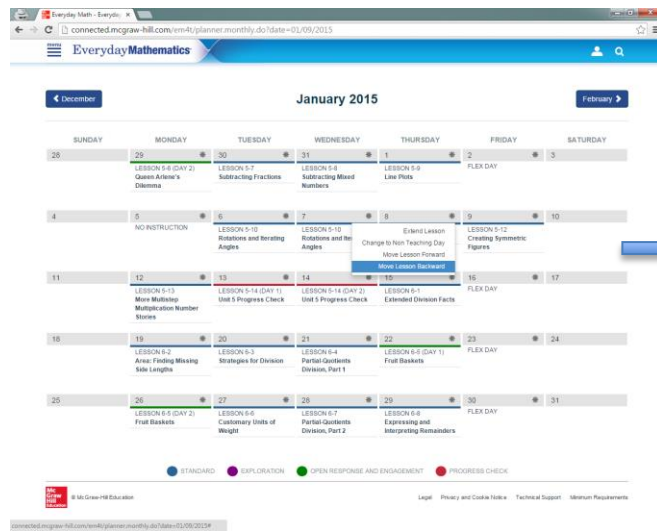 Everyday Math - Everyday
connected.mcgraw-hill.com/em4t/planner.monthly.do?date=01/09/2015
menu
EverydayMathematics
December
January 2015
February
SUNDAY MONDAY TUESDAY WEDNESDAY THURSDAY FRIDAY SATURDAY
28 29 30 31 1 2 3
LESSON 5-6 (DAY 2) LESSON 5-7 LESSON 5-8 LESSON 5-9 FLEX DAY
Queen Arlene's Subtracting Fractions Subtracting Mixed Line Plots
Dilemma Numbers
4 5 6 7 8 9 10
NO INSTRUCTION LESSON 5-10 LESSON 5-10 Extend Lesson LESSON 5-12
Rotations and Iterating Rotations and Change to Non Teaching Day Creating Symmetric
Angles Angles Move Lesson Forward Figures
Move Lesson Backward
11 12 13 14 15 16 17
LESSON 5-13 LESSON 5-14 (DAY 1) LESSON 5-14 (DAY 2) LESSON 6-1 FLEX DAY
More Multistep Unit 5 Progress Check Unit 5 Progress Check Extended Division Facts
Multiplication Number
Stories
18 19 20 21 22 23 24
LESSON 6-2 LESSON 6-3 LESSON 6-4 LESSON 6-5 (DAY 1) FLEX DAY
Area: Finding Missing Strategies for Division Partial-Quotients Fruit Baskets
Side Lengths Division, Part 1
25 26 27 28 29 30 31
LESSON 6-5 (DAY 2) LESSON 6-6 LESSON 6-7 LESSON 6-8 FLEX DAY
Fruit Baskets Customary Units of Partial-Quotients Expressing and
Weight Division, Part 2 Interpreting Remainders
STANDARD EXPLORATION OPEN RESPONSE AND ENGAGEMENT PROGRESS CHECK
Mc
Graw
Hill
Education
© McGraw-Hill Education
Legal Privacy and Cookie Notice Technical Support Minimum Requirements
connected.mcgraw-hill.com/em4t/planner.monthly.do?date=01/09/2015#